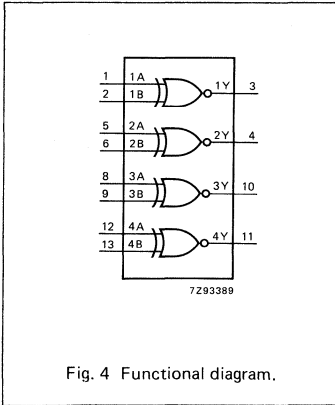 1 1A 1Y 3
2 1B
5 2A 2Y 4
6 2B
8 3A 3Y 10
9 3B
12 4A 4Y 11
13 4B
7Z93389
Fig. 4 Functional diagram.